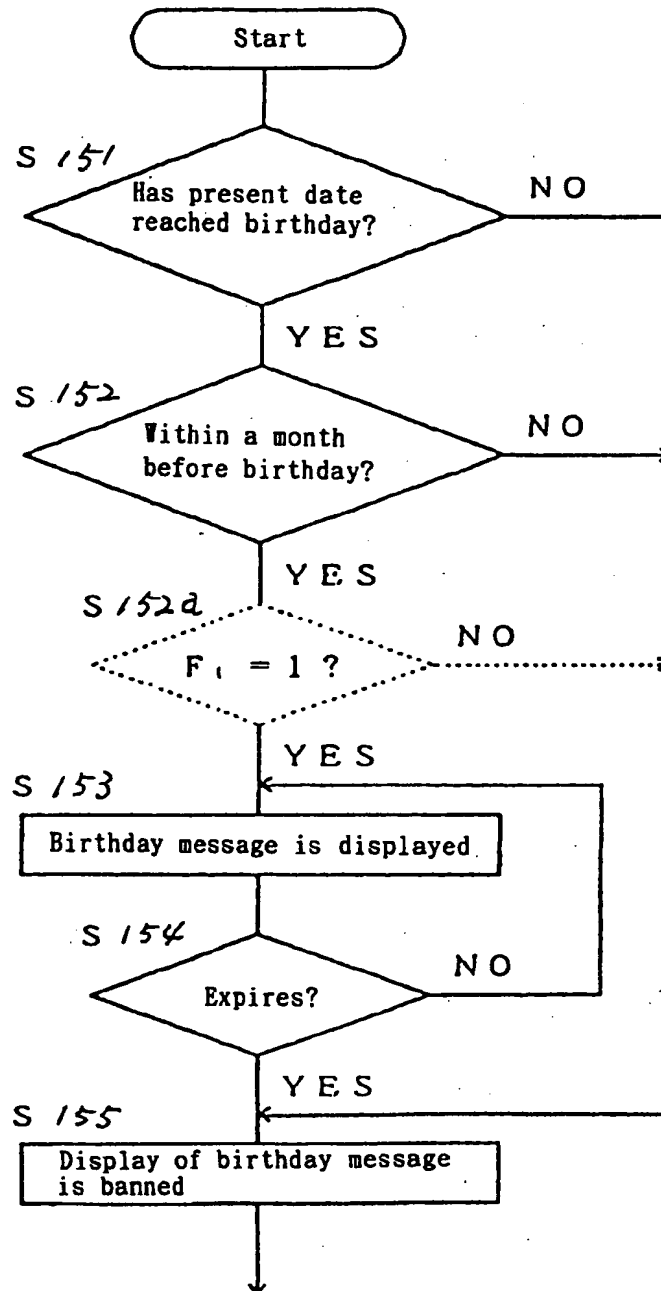 Start
S 151
Has present date
reached birthday?
NO
YES
S 152
Within a month
before birthday?
NO
YES
S 152a
F₁ = 1 ?
NO
YES
S 153
Birthday message is displayed
S 154
Expires?
NO
YES
S 155
Display of birthday message
is banned